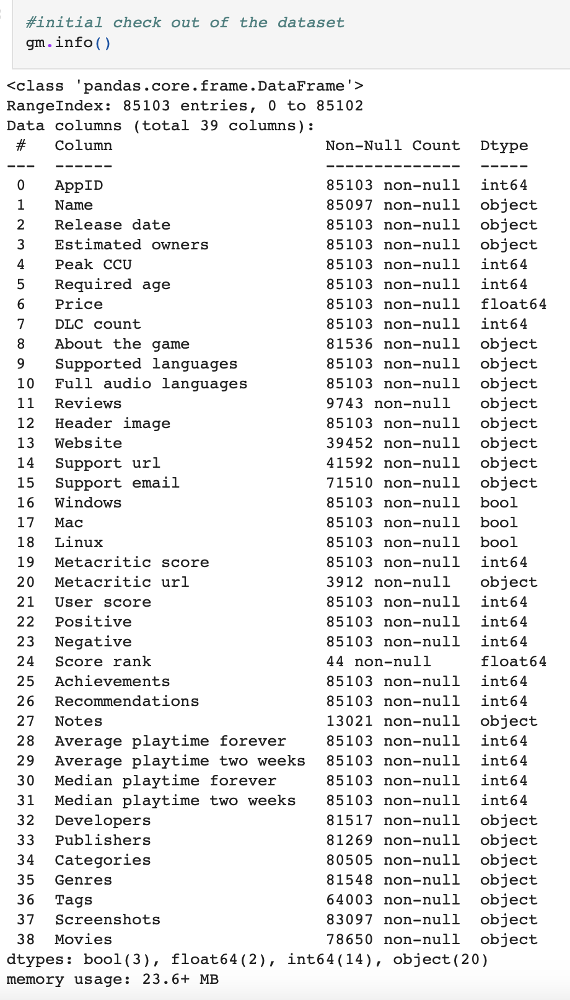 #initial check out of the dataset
gm.info()
<class 'pandas.core.frame.DataFrame'>
RangeIndex: 85103 entries, 0 to 85102
Data columns (total 39 columns):
 #   Column                      Non-Null Count  Dtype
---  ------                      --------------  -----
 0   AppID                       85103 non-null  int64
 1   Name                        85097 non-null  object
 2   Release date                85103 non-null  object
 3   Estimated owners            85103 non-null  object
 4   Peak CCU                    85103 non-null  int64
 5   Required age                85103 non-null  int64
 6   Price                       85103 non-null  float64
 7   DLC count                   85103 non-null  int64
 8   About the game              81536 non-null  object
 9   Supported languages         85103 non-null  object
 10  Full audio languages        85103 non-null  object
 11  Reviews                     9743 non-null   object
 12  Header image                85103 non-null  object
 13  Website                     39452 non-null  object
 14  Support url                 41592 non-null  object
 15  Support email               71510 non-null  object
 16  Windows                     85103 non-null  bool
 17  Mac                         85103 non-null  bool
 18  Linux                       85103 non-null  bool
 19  Metacritic score            85103 non-null  int64
 20  Metacritic url              3912 non-null   object
 21  User score                  85103 non-null  int64
 22  Positive                    85103 non-null  int64
 23  Negative                    85103 non-null  int64
 24  Score rank                  44 non-null     float64
 25  Achievements                85103 non-null  int64
 26  Recommendations             85103 non-null  int64
 27  Notes                       13021 non-null  object
 28  Average playtime forever    85103 non-null  int64
 29  Average playtime two weeks  85103 non-null  int64
 30  Median playtime forever     85103 non-null  int64
 31  Median playtime two weeks   85103 non-null  int64
 32  Developers                  81517 non-null  object
 33  Publishers                  81269 non-null  object
 34  Categories                  80505 non-null  object
 35  Genres                      81548 non-null  object
 36  Tags                        64003 non-null  object
 37  Screenshots                 83097 non-null  object
 38  Movies                      78650 non-null  object
dtypes: bool(3), float64(2), int64(14), object(20)
memory usage: 23.6+ MB